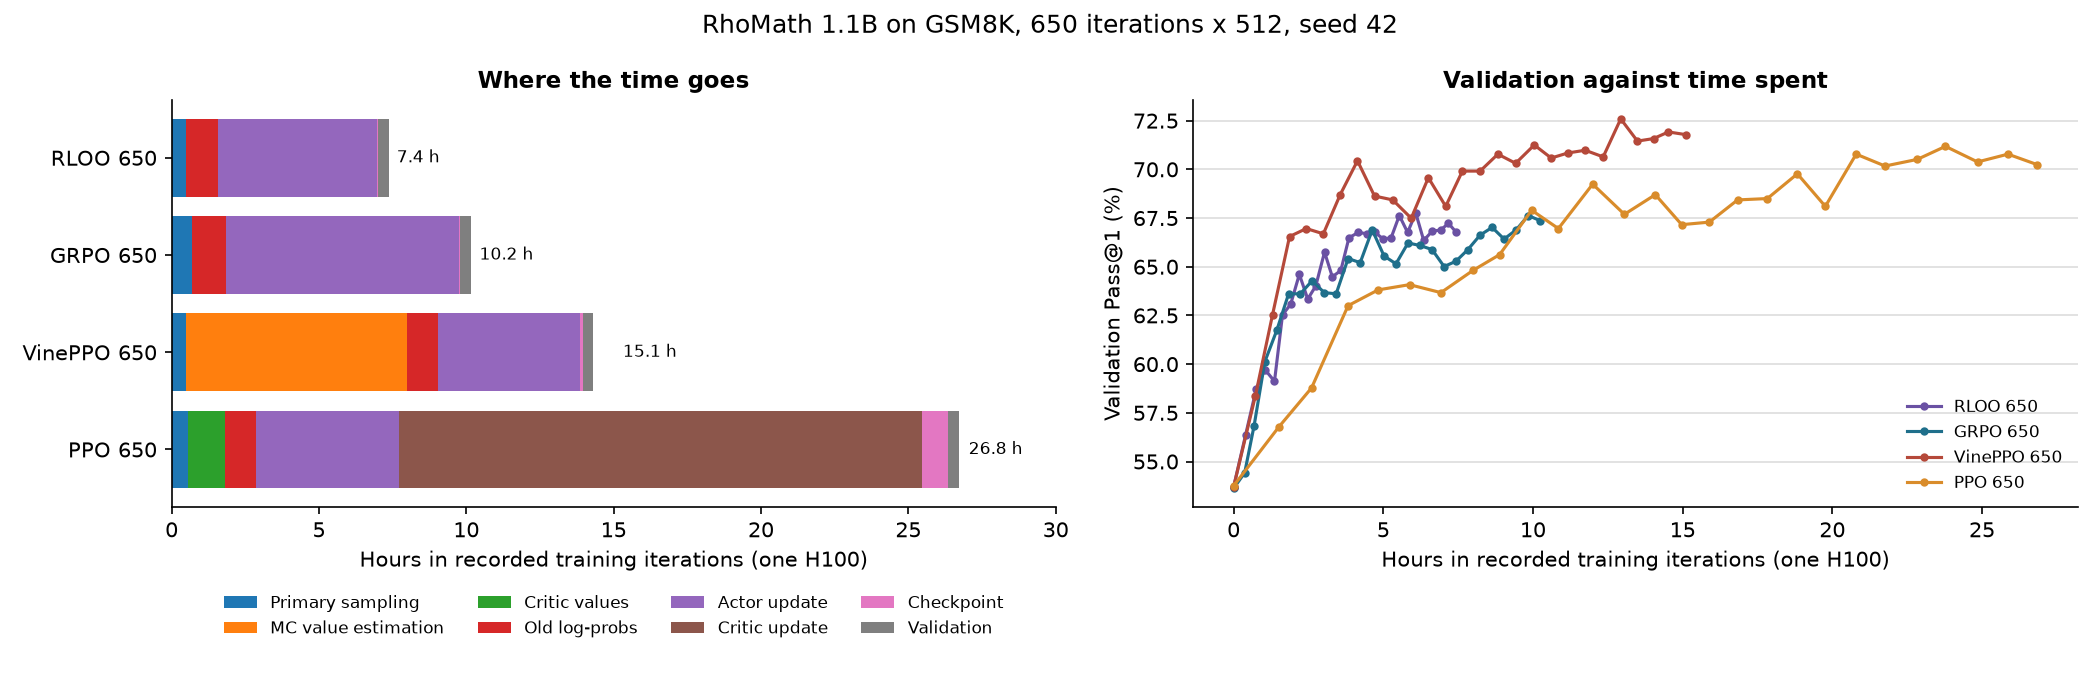 RhoMath 1.1B on GSM8K, 650 iterations x 512, seed 42
Where the time goes
RLOO 650
7.4 h
GRPO 650
10.2 h
VinePPO 650
15.1 h
PPO 650
26.8 h
0 5 10 15 20 25 30
Hours in recorded training iterations (one H100)
Primary sampling
MC value estimation
Critic values
Old log-probs
Actor update
Critic update
Checkpoint
Validation
Validation against time spent
Validation Pass@1 (%)
72.5
70.0
67.5
65.0
62.5
60.0
57.5
55.0
RLOO 650
GRPO 650
VinePPO 650
PPO 650
0 5 10 15 20 25
Hours in recorded training iterations (one H100)